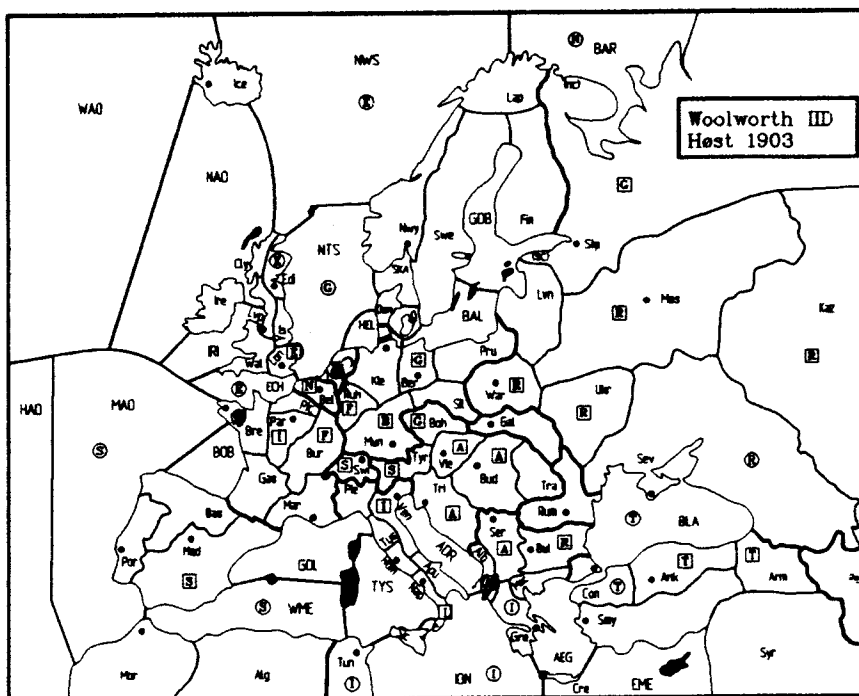 NWS
BAR
Ice
Lap
WAO
Woolworth IID
Høst 1903
NAO
G
GOB
Fin
NTS
Nwy
Swe
Stp
Cly
SKA
Edi
G
Lvn
Mos
Ire
Den
R
Kaz
HEL
BAL
IRI
Wal
Kie
G
Pru
R
ECH
Ber
War
Ukr
HAO
MAO
Bel
Ruh
Sil
R
Par
F
B
G
Gal
S
Bre
I
F
Mun
Boh
A
Sev
BOB
Bur
S
S
Tyr
Vie
A
R
Swi
Bud
Tra
Gas
Pie
Tri
Mar
I
Ven
A
Rum
T
BLA
Bas
Tus
ADR
Ser
Por
Mad
GOL
Alb
A
Bul
R
T
T
S
TYS
Apu
Con
T
Ank
Arm
S
WME
I
I
Gre
Smy
AEG
Syr
Mor
Alg
Tun
I
ION
I
Cre
EME